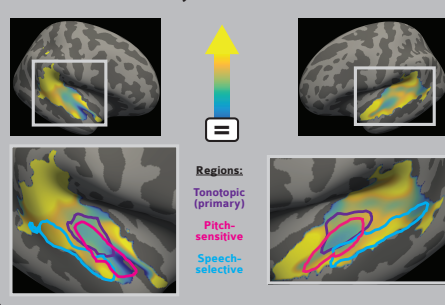 =
Regions:
Tonotopic
(primary)
Pitch-
sensitive
Speech-
selective